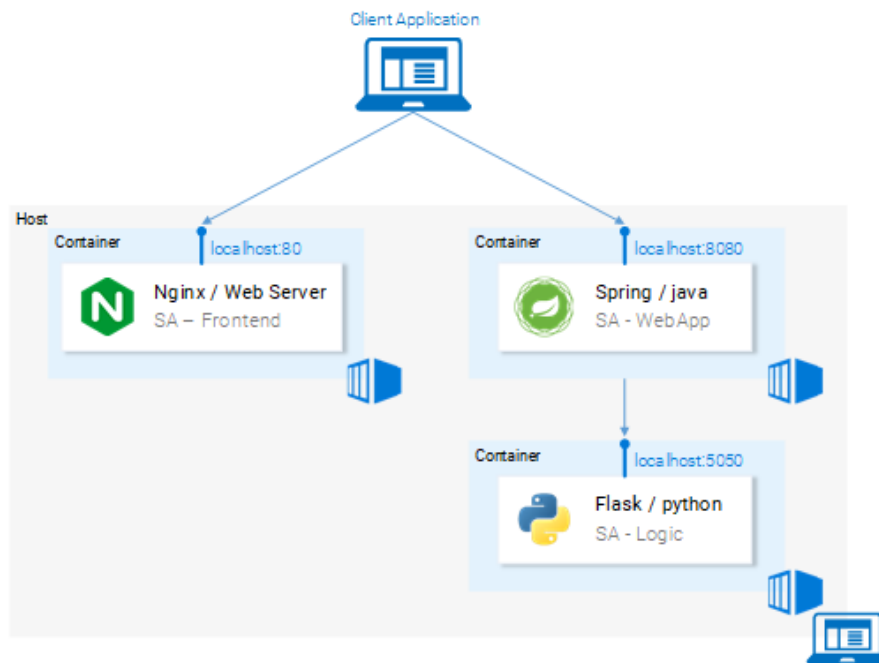 Client Application
Host
Container
localhost:80
Nginx / Web Server
SA – Frontend
Container
localhost:8080
Spring / java
SA - WebApp
Container
localhost:5050
Flask / python
SA - Logic